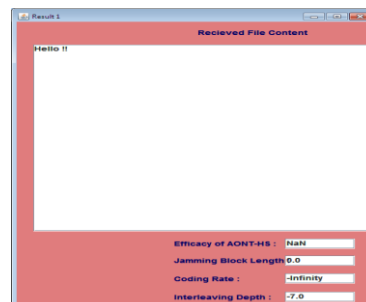 Result 1
Recieved File Content
Hello !!
Efficacy of AONT-HS : NaN
Jamming Block Length 0.0
Coding Rate : -Infinity
Interleaving Depth : -7.0